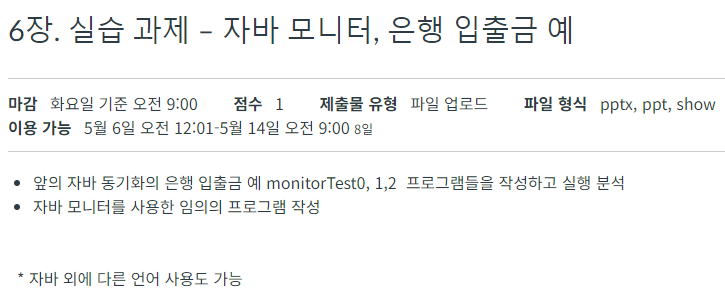 6장. 실습 과제 – 자바 모니터, 은행 입출금 예
마감 화요일 기준 오전 9:00 점수 1 제출물 유형 파일 업로드 파일 형식 pptx, ppt, show
이용 가능 5월 6일 오전 12:01-5월 14일 오전 9:00 8일
• 앞의 자바 동기화의 은행 입출금 예 monitorTest0, 1,2 프로그램들을 작성하고 실행 분석
• 자바 모니터를 사용한 임의의 프로그램 작성
* 자바 외에 다른 언어 사용도 가능